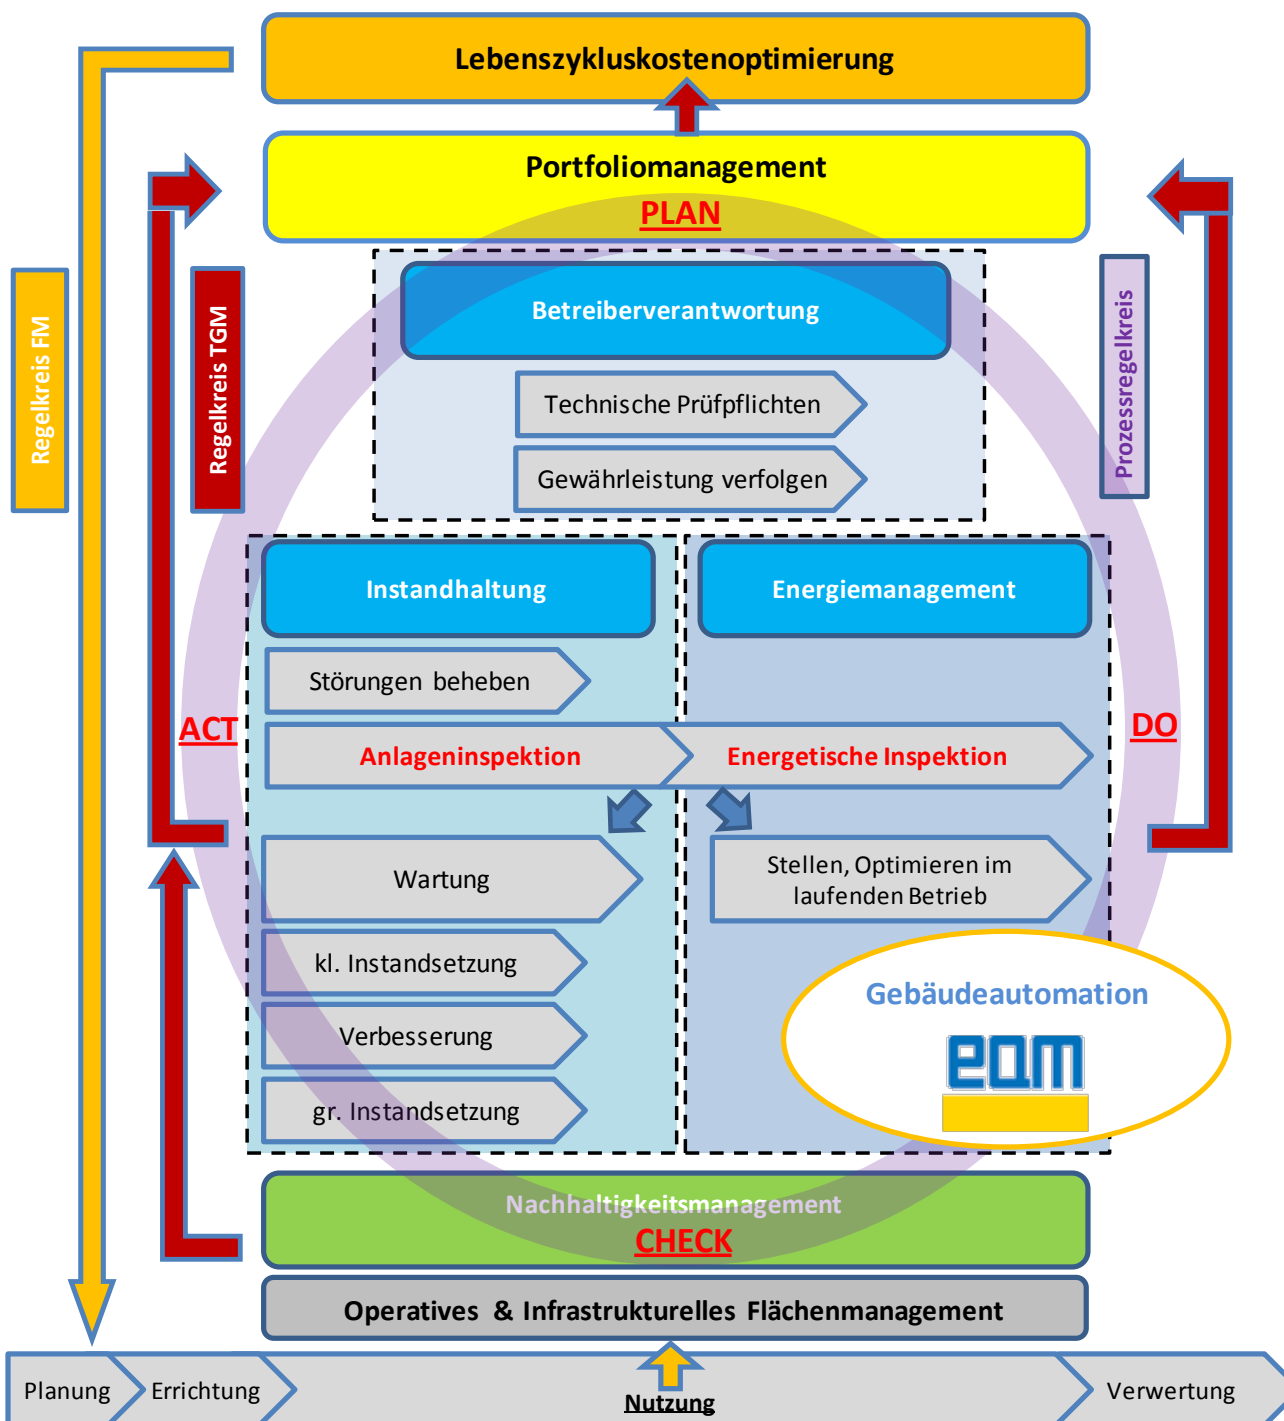 Lebenszykluskostenoptimierung
Portfoliomanagement
PLAN
Regelkreis FM
Regelkreis TGM
Prozessregelkreis
Betreiberverantwortung
Technische Prüfpflichten
Gewährleistung verfolgen
Instandhaltung
Energiemanagement
Störungen beheben
ACT
DO
Anlageninspektion
Energetische Inspektion
Wartung
Stellen, Optimieren im
laufenden Betrieb
kl. Instandsetzung
Verbesserung
gr. Instandsetzung
Gebäudeautomation
eqm
Nachhaltigkeitsmanagement
CHECK
Operatives & Infrastrukturelles Flächenmanagement
Planung
Errichtung
Nutzung
Verwertung